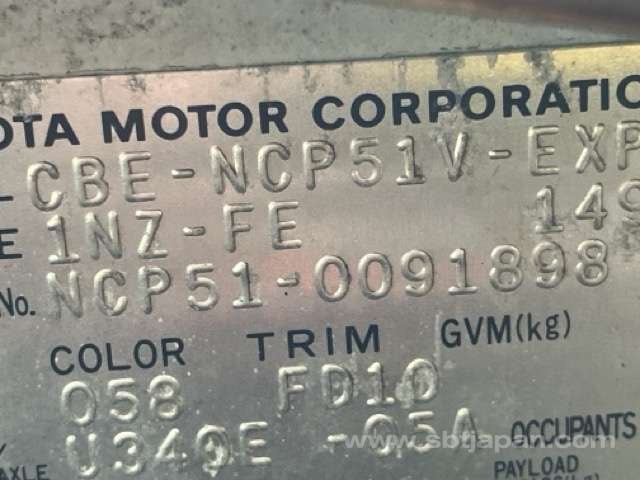 OTA MOTOR CORPORATIO
L CBE-NCP51V-EXP
E 1NZ-FE 149
No. NCP51-0091898
COLOR TRIM GVM(kg)
058 FD10
U340E -05A OCCUPANTS
AXLE PAYLOAD
www.sbtjapan.com